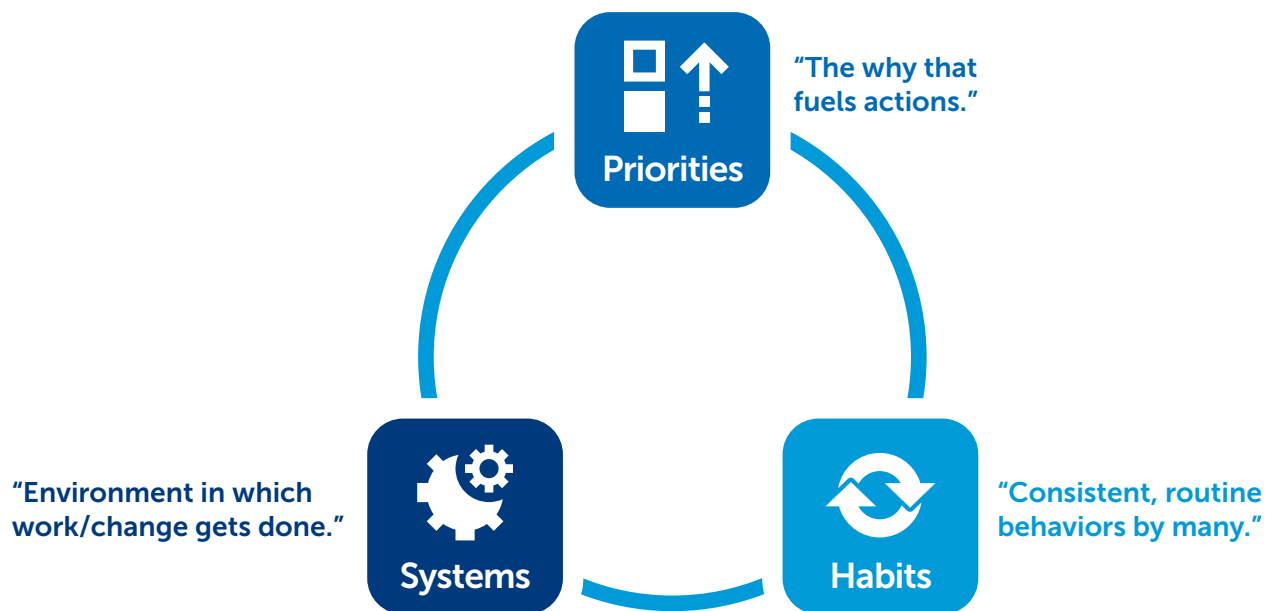 “The why that
fuels actions.”
Priorities
“Environment in which
work/change gets done.”
Systems
“Consistent, routine
behaviors by many.”
Habits